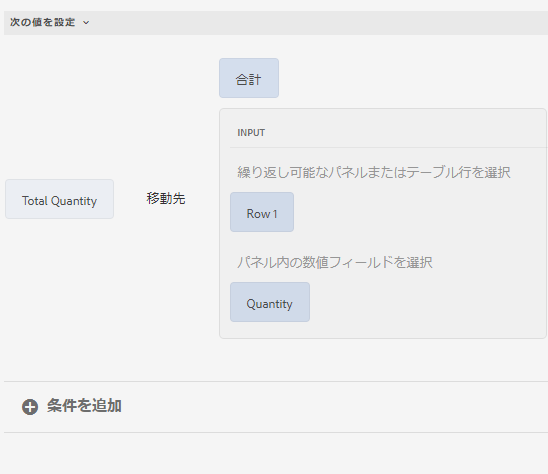 次の値を設定
合計
INPUT
繰り返し可能なパネルまたはテーブル行を選択
Total Quantity 移動先
Row 1
パネル内の数値フィールドを選択
Quantity
条件を追加